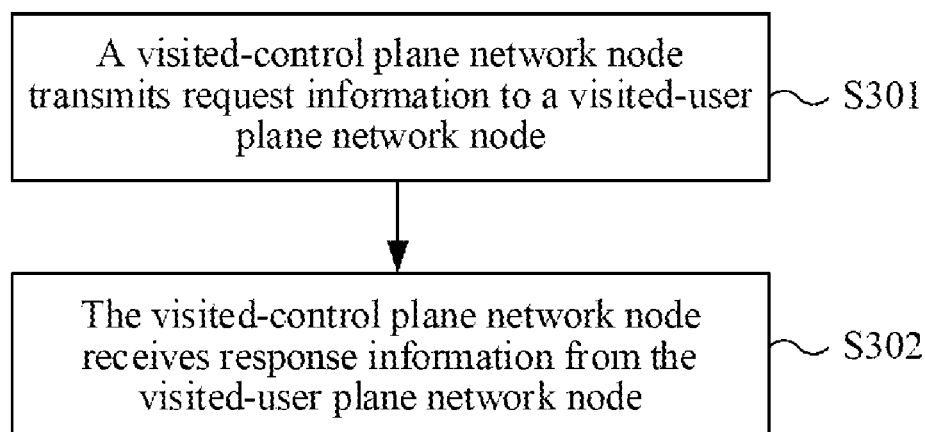 A visited-control plane network node
transmits request information to a visited-user
plane network node
S301
The visited-control plane network node
receives response information from the
visited-user plane network node
S302